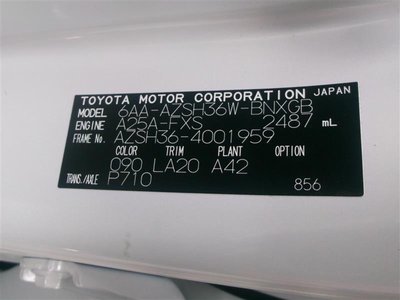 TOYOTA MOTOR CORPORATION JAPAN
MODEL 6AA-AZSH36W-BNXGB
ENGINE A25A-FXS 2487 mL
FRAME No. AZSH36-4001959
COLOR TRIM PLANT OPTION
090 LA20 A42
TRANS./AXLE P710
856